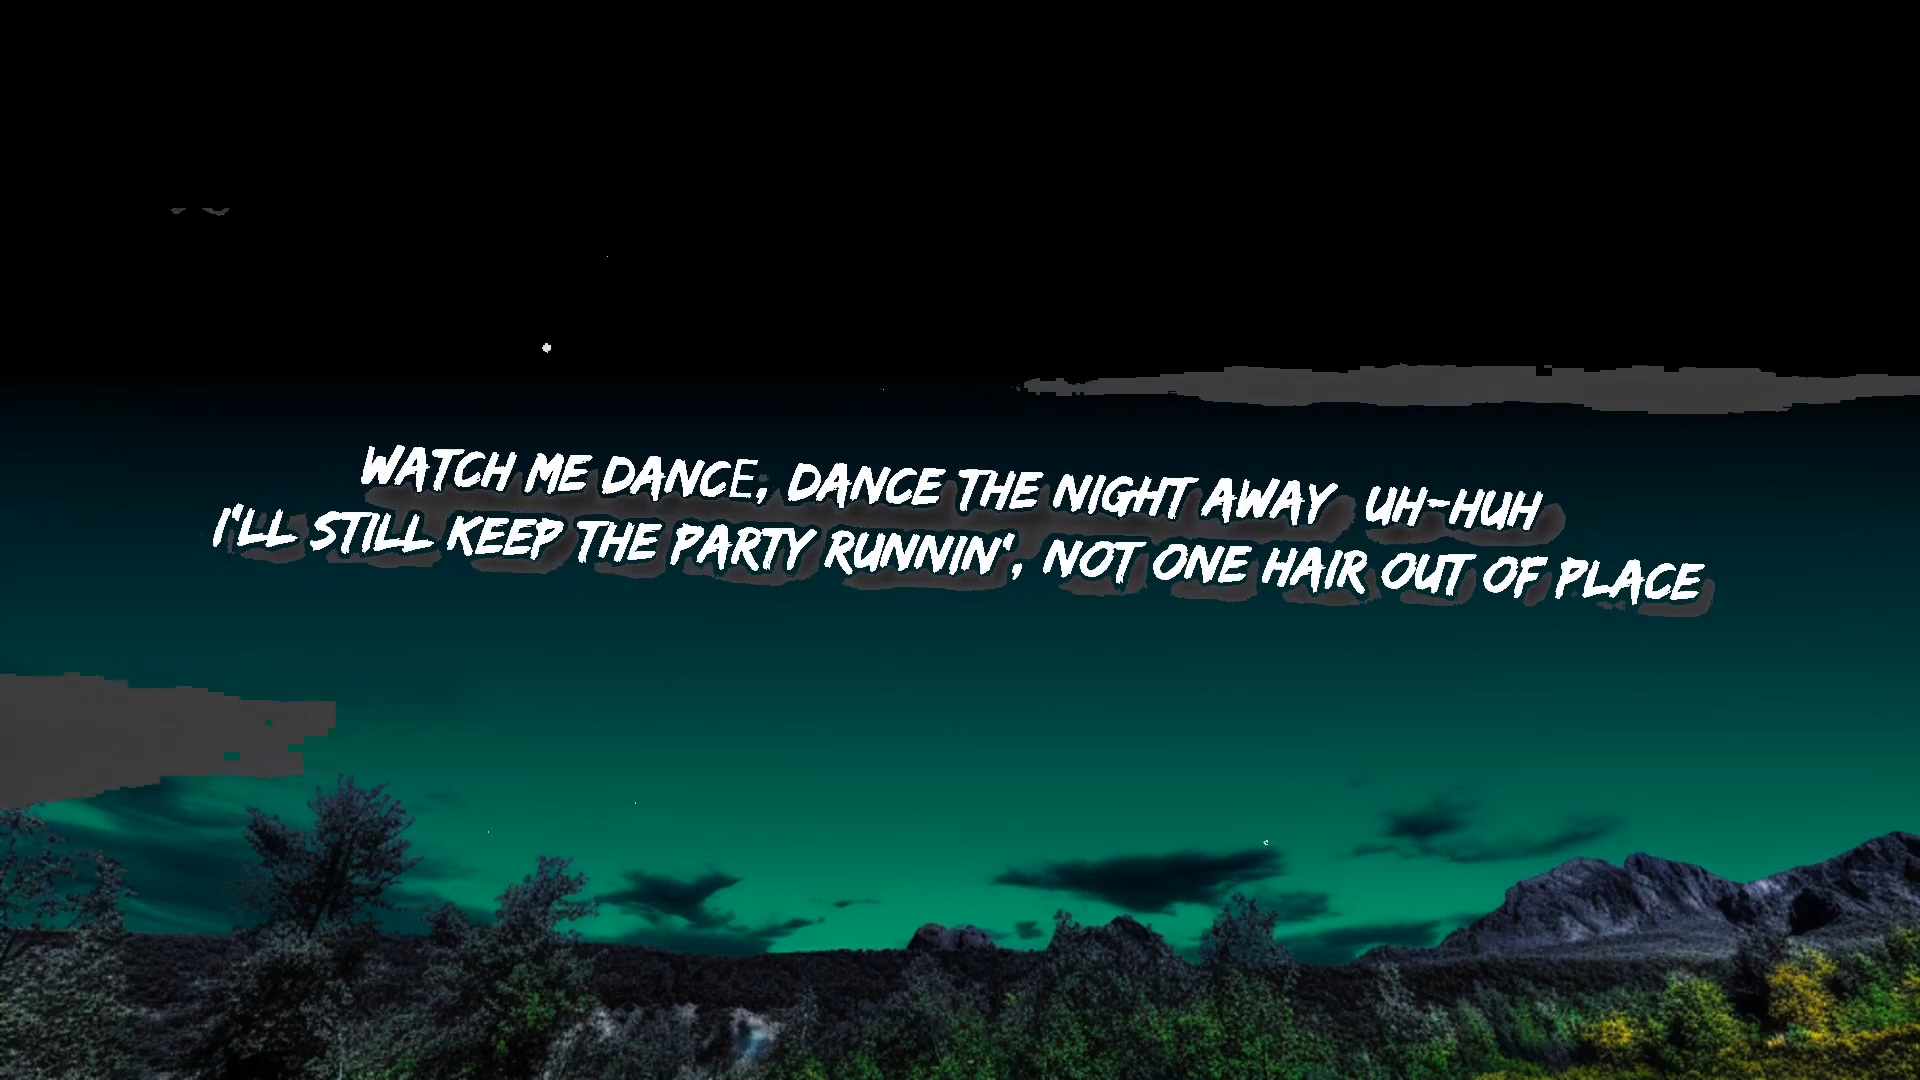 WATCH ME DANCE, DANCE THE NIGHT AWAY  UH-HUH
I'LL STILL KEEP THE PARTY RUNNIN', NOT ONE HAIR OUT OF PLACE